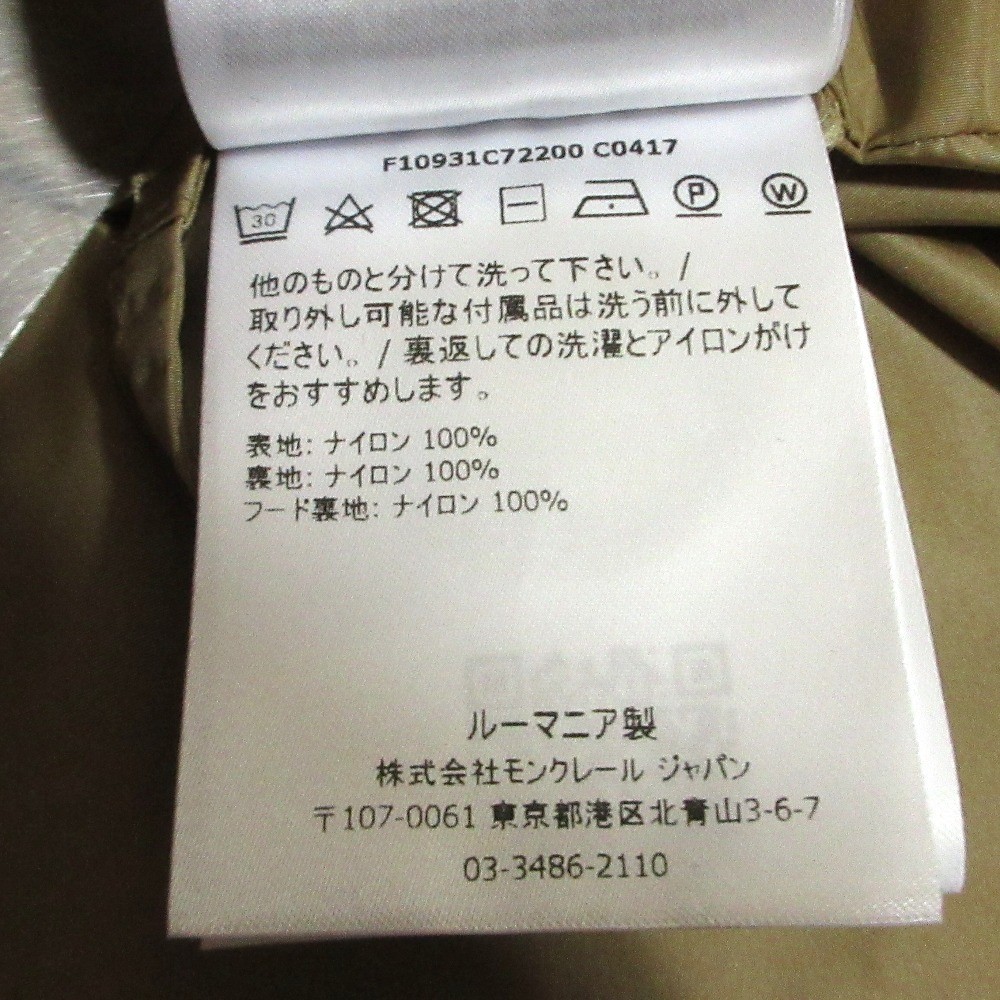 F10931C72200 C0417
30 P W
他のものと分けて洗って下さい。/
取り外し可能な付属品は洗う前に外して
ください。/ 裏返しての洗濯とアイロンがけ
をおすすめします。
表地: ナイロン 100%
裏地: ナイロン 100%
フード裏地: ナイロン 100%
ルーマニア製
株式会社モンクレール ジャパン
〒107-0061 東京都港区北青山3-6-7
03-3486-2110